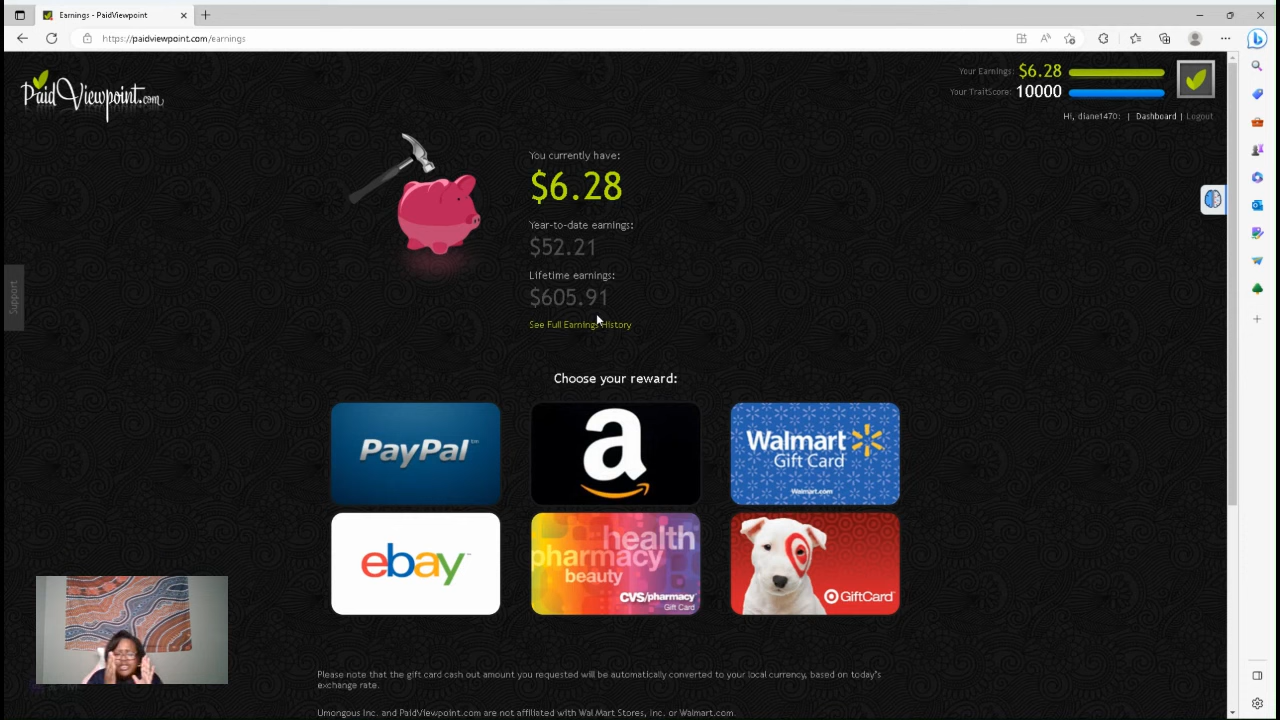 Earnings - PaidViewpoint
https://paidviewpoint.com/earnings
PaidViewpoint.com
Your Earnings: $6.28
Your TraitScore: 10000
Hi, diane1470: | Dashboard | Logout
You currently have:
$6.28
Year-to-date earnings:
$52.21
Lifetime earnings:
$605.91
See Full Earnings History
Support
Choose your reward:
PayPal
a
Walmart
Gift Card
Walmart.com
ebay
health
pharmacy
beauty
CVS/pharmacy
Gift Card
GiftCard
Please note that the gift card cash out amount you requested will be automatically converted to your local currency, based on today's
exchange rate.
Umongous Inc. and PaidViewpoint.com are not affiliated with Wal Mart Stores, Inc. or Walmart.com.